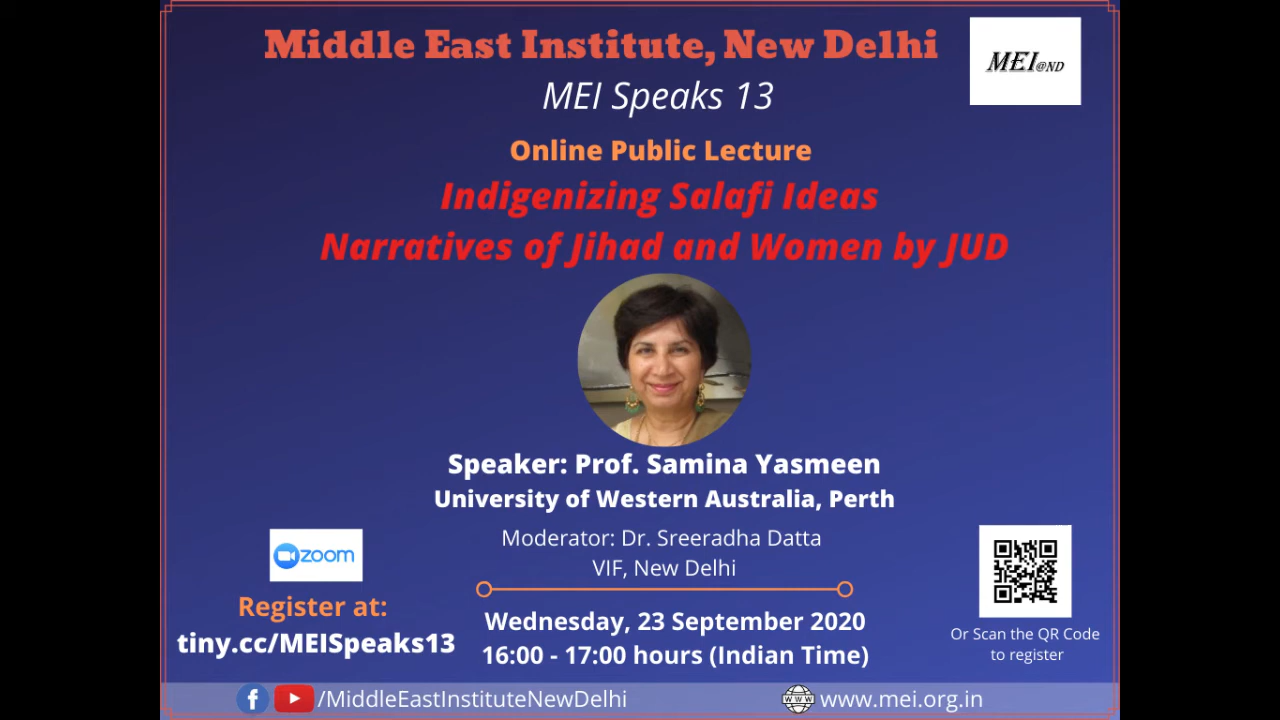 Middle East Institute, New Delhi
MEI@ND
MEI Speaks 13
Online Public Lecture
Indigenizing Salafi Ideas
Narratives of Jihad and Women by JUD
Speaker: Prof. Samina Yasmeen
University of Western Australia, Perth
Moderator: Dr. Sreeradha Datta
VIF, New Delhi
zoom
Register at:
tiny.cc/MEISpeaks13
Wednesday, 23 September 2020
16:00 - 17:00 hours (Indian Time)
Or Scan the QR Code
to register
f /MiddleEastInstituteNewDelhi
WWW www.mei.org.in